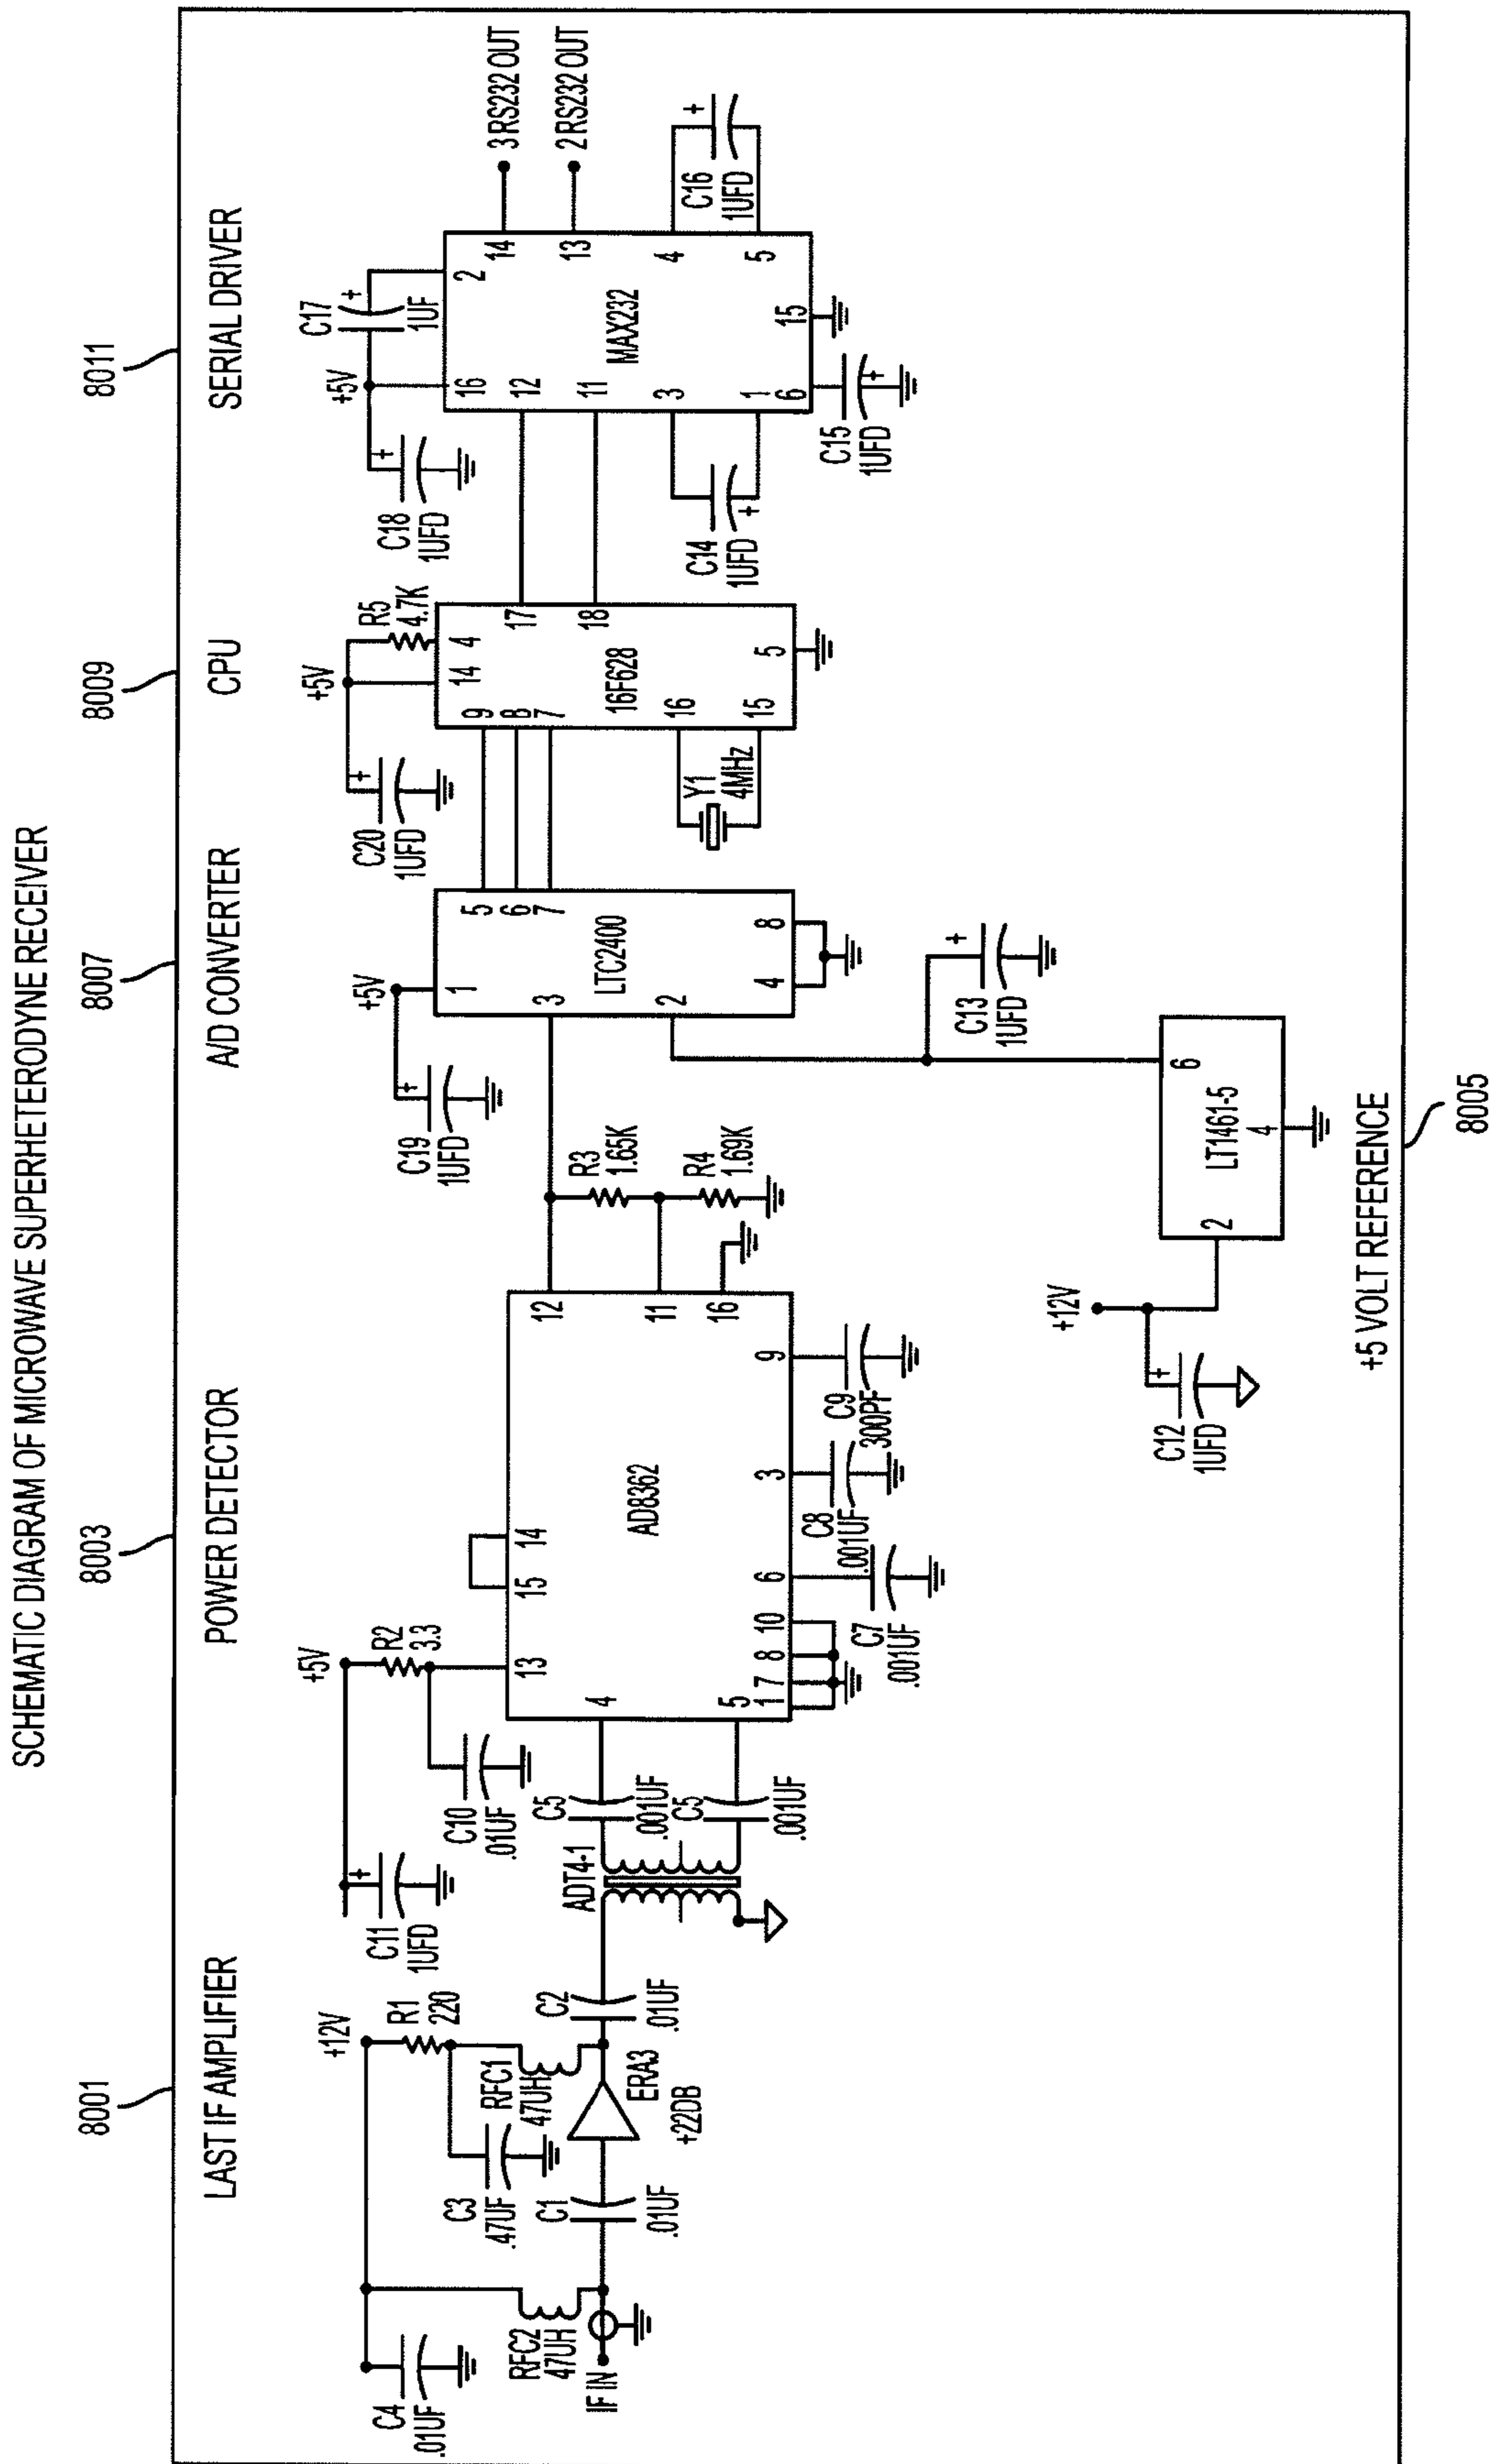 SCHEMATIC DIAGRAM OF MICROWAVE SUPERHETERODYNE RECEIVER
8001
8003
8007
8009
8011
LAST IF AMPLIFIER
POWER DETECTOR
A/D CONVERTER
CPU
SERIAL DRIVER
C4
.01UF
+12V
R1
220
C3
.47UF
RFC1
47UH
RFC2
47UH
IF IN
C1
.01UF
ERA3
+22DB
C2
.01UF
C11
1UFD
+5V
R2
3.3
C10
.01UF
ADT4-1
C5
.001UF
C5
.001UF
13
15
14
4
5
AD8362
12
11
16
1
7
8
10
6
3
9
C7
.001UF
C8
.001UF
C9
300PF
R3
1.65K
R4
1.69K
C19
1UFD
+5V
1
3
2
LTC2400
5
6
7
4
8
C13
1UFD
+12V
C12
1UFD
2
LT1461-5
4
6
+5 VOLT REFERENCE
8005
C20
1UFD
+5V
R5
4.7K
14
4
9
8
7
16F628
17
18
16
15
5
Y1
4MHz
C18
1UFD
+5V
C17
1UF
16
2
12
11
3
1
6
MAX232
14
13
4
5
15
C14
1UFD
C15
1UFD
C16
1UFD
3 RS232 OUT
2 RS232 OUT